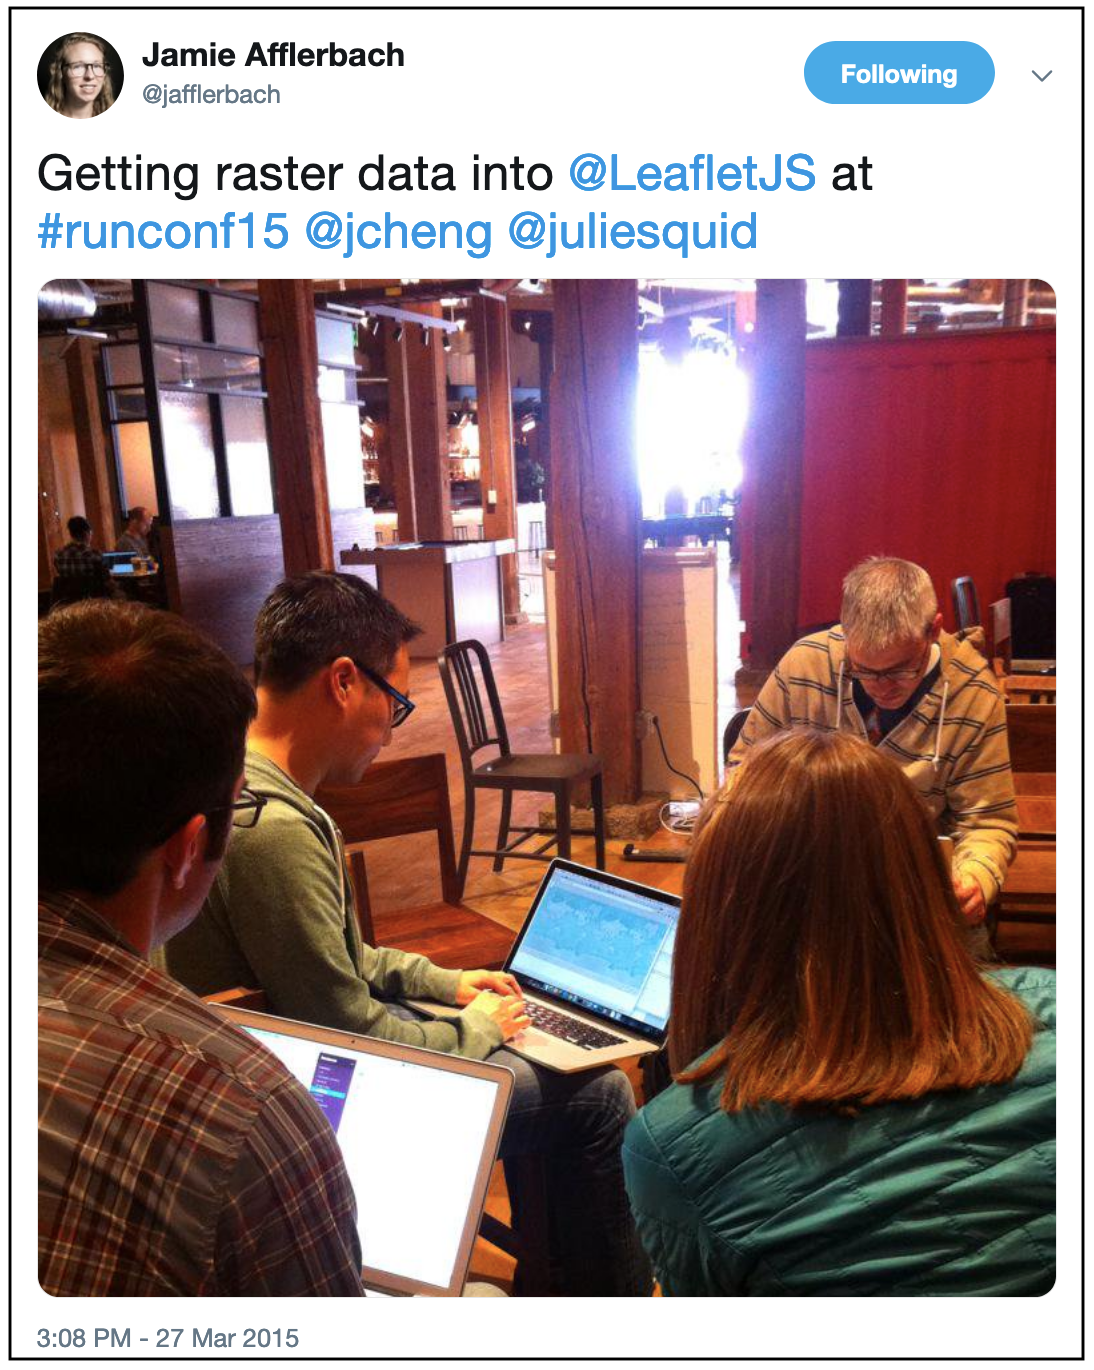 Jamie Afflerbach
@jafflerbach
Following
Getting raster data into @LeafletJS at
#runconf15 @jcheng @juliesquid
3:08 PM - 27 Mar 2015